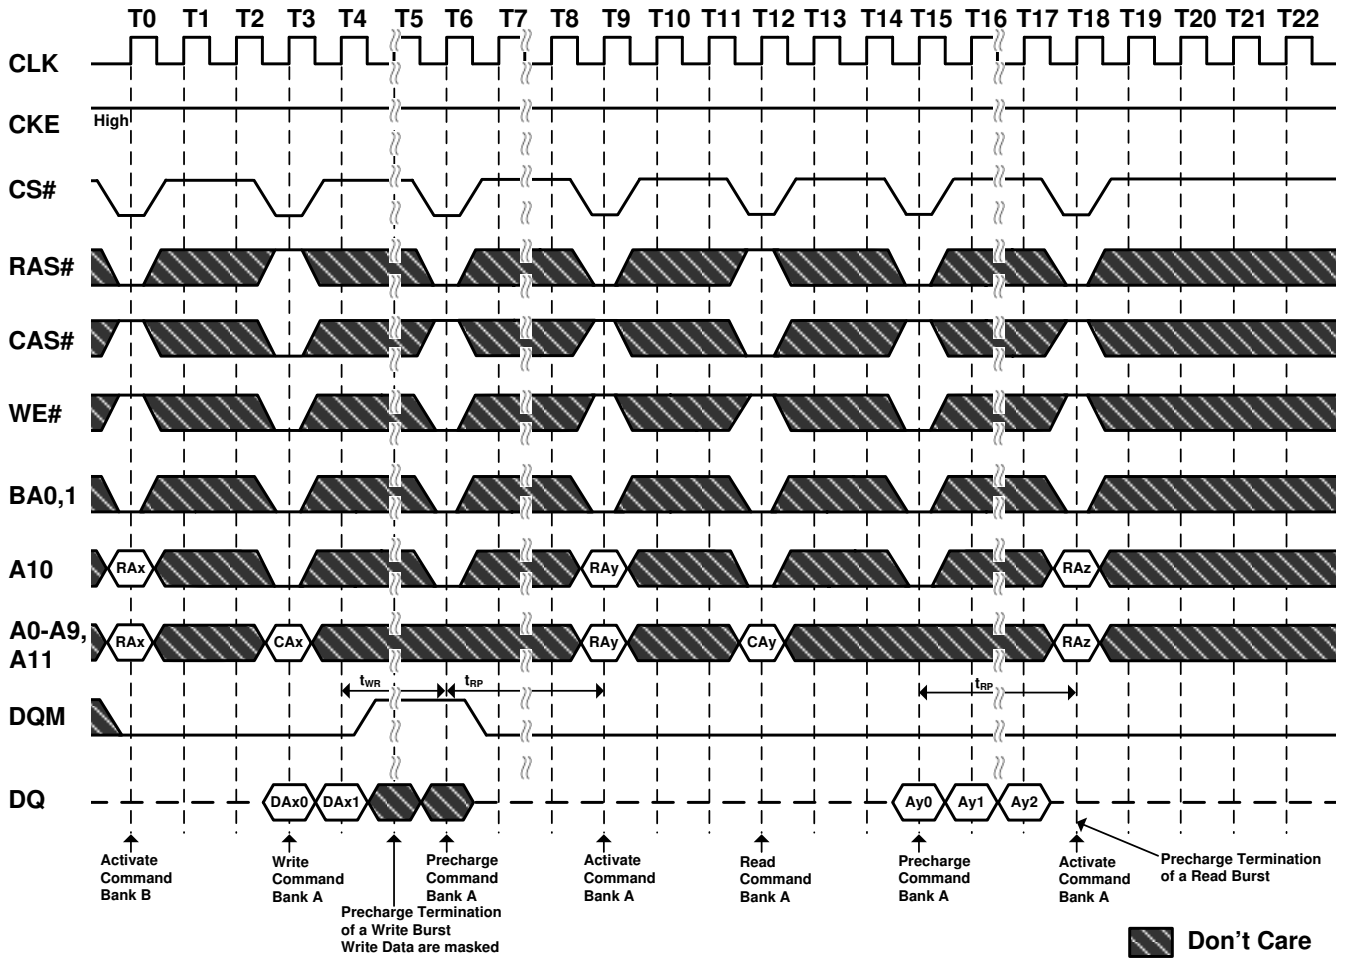 T0 T1 T2 T3 T4 T5 T6 T7 T8 T9 T10 T11 T12 T13 T14 T15 T16 T17 T18 T19 T20 T21 T22
CLK
CKE
High
CS#
RAS#
CAS#
WE#
BA0,1
A10
RAx RAy RAz
A0-A9,
A11
RAx CAx RAy CAy RAz
tWR tRP tRP
DQM
DQ
DAx0 DAx1 Ay0 Ay1 Ay2
Activate
Command
Bank B
Write
Command
Bank A
Precharge Termination
of a Write Burst
Write Data are masked
Precharge
Command
Bank A
Activate
Command
Bank A
Read
Command
Bank A
Precharge
Command
Bank A
Activate
Command
Bank A
Precharge Termination
of a Read Burst
Don't Care